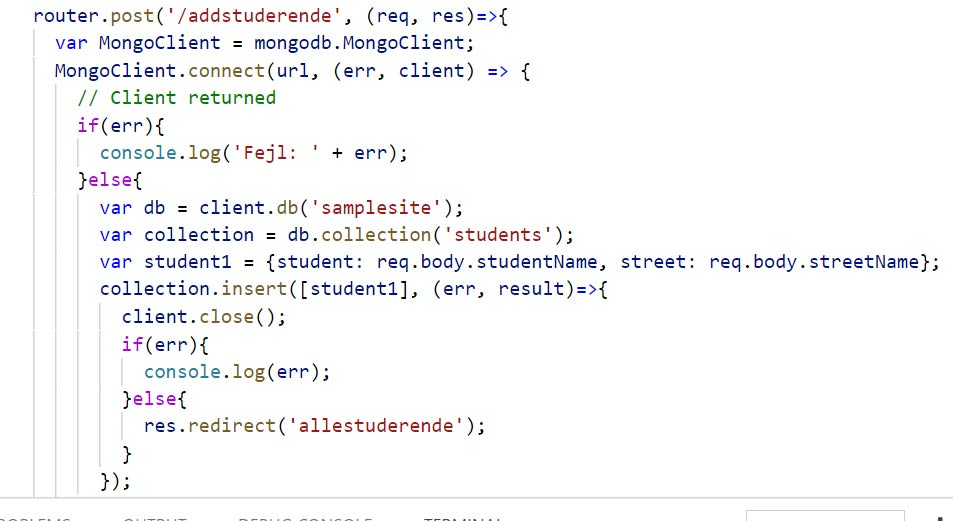 router.post('/addstuderende', (req, res)=>{
var MongoClient = mongodb.MongoClient;
MongoClient.connect(url, (err, client) => {
// Client returned
if(err){
console.log('Fejl: ' + err);
}else{
var db = client.db('samplesite');
var collection = db.collection('students');
var student1 = {student: req.body.studentName, street: req.body.streetName};
collection.insert([student1], (err, result)=>{
client.close();
if(err){
console.log(err);
}else{
res.redirect('allestuderende');
}
});